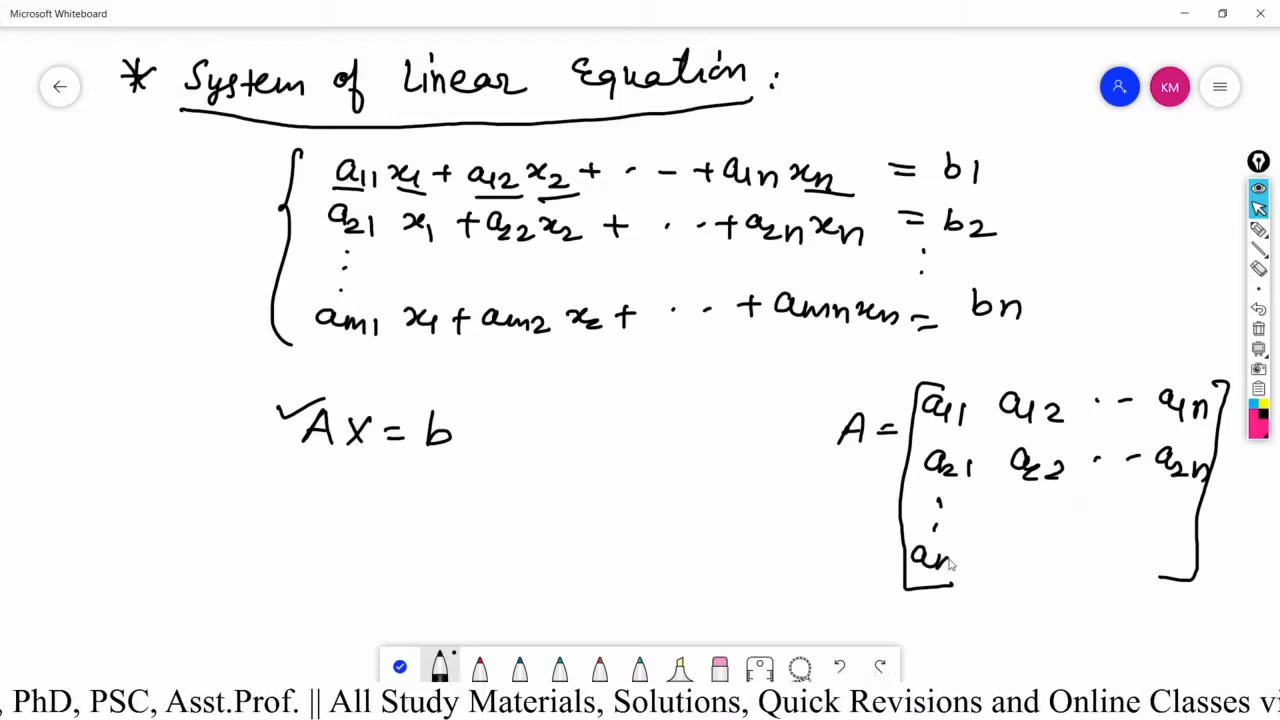 Microsoft Whiteboard
* System of Linear Equation :
a11 x1 + a12 x2 + . . - + a1n xn = b1
a21 x1 + a22 x2 + . . - + a2n xn = b2
⋮ ⋮
am1 x1 + am2 x2 + . . - + amn xn = bn
KM
✓ AX = b
A = [ a11 a12 . . - a1n
a21 a22 . . - a2n
⋮
am
, PhD, PSC, Asst.Prof. || All Study Materials, Solutions, Quick Revisions and Online Classes vi